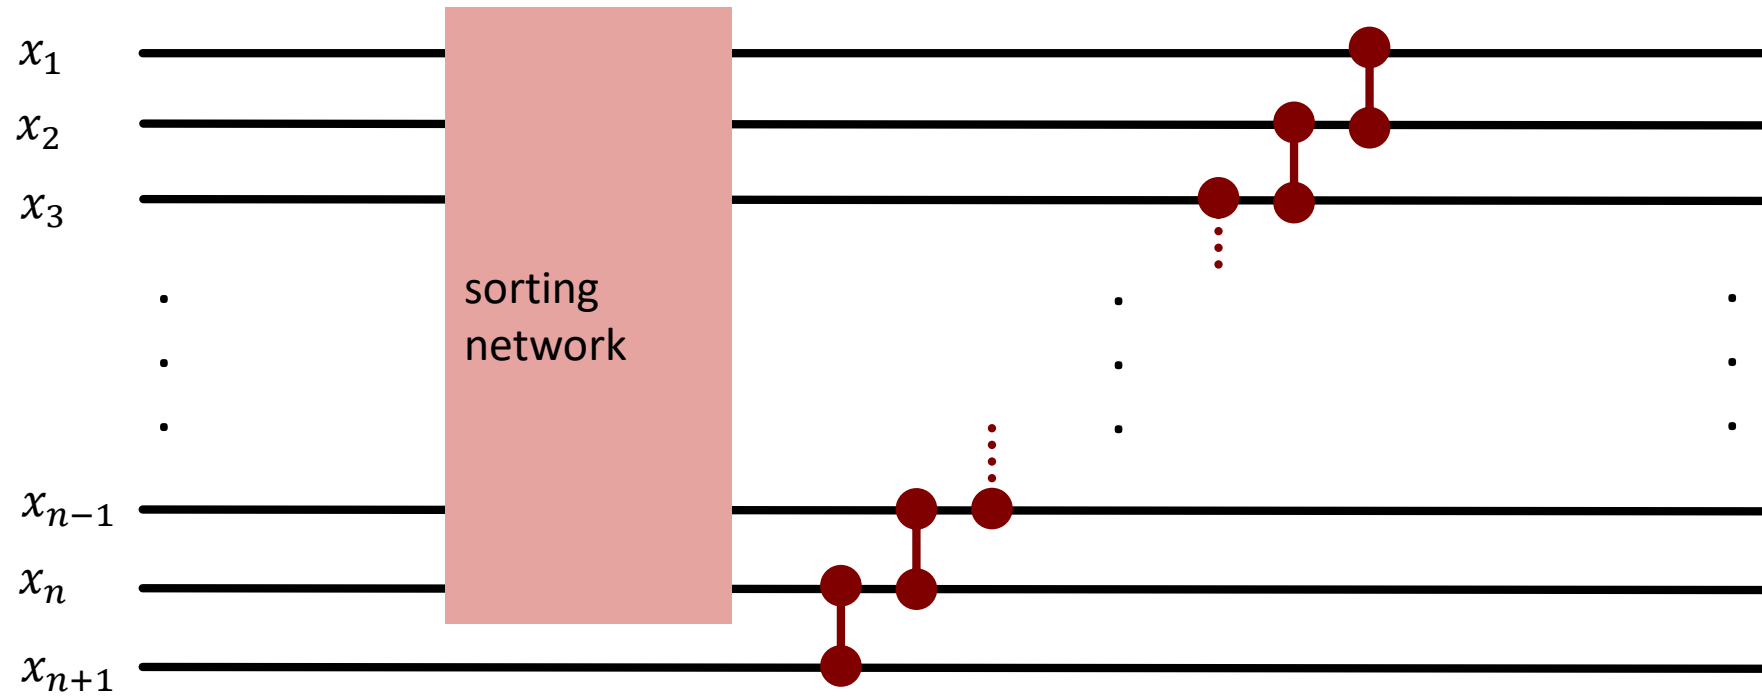 x₁
x₂
x₃
sorting
network
xₙ₋₁
xₙ
xₙ₊₁